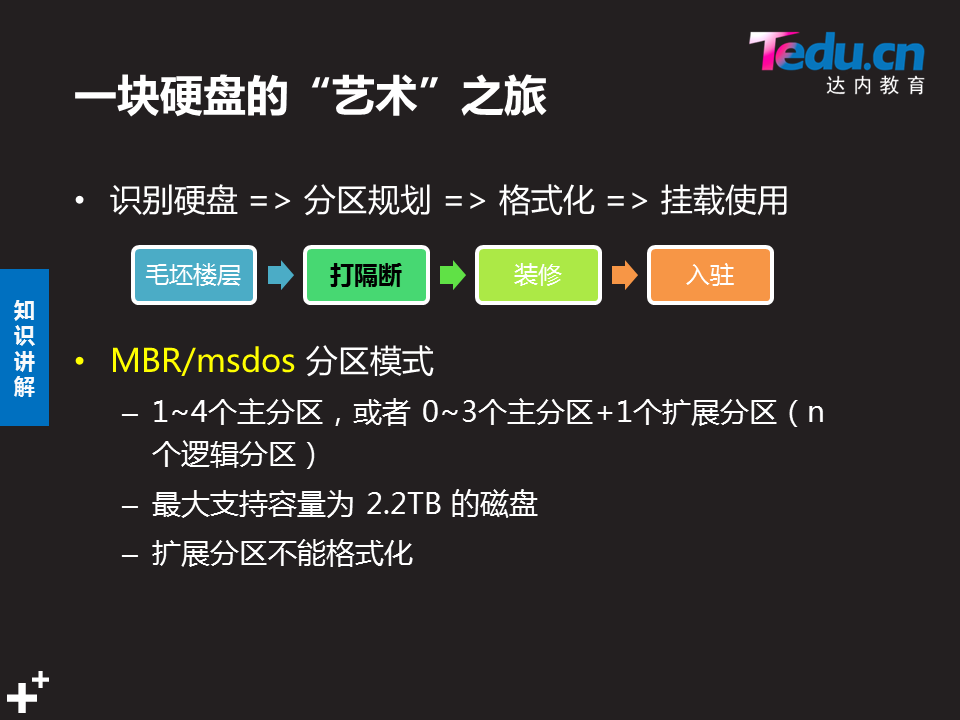 Tedu.cn
达内教育
一块硬盘的“艺术”之旅
• 识别硬盘 => 分区规划 => 格式化 => 挂载使用
毛坯楼层 打隔断 装修 入驻
知识讲解
• MBR/msdos 分区模式
– 1~4个主分区，或者 0~3个主分区+1个扩展分区（n
个逻辑分区）
– 最大支持容量为 2.2TB 的磁盘
– 扩展分区不能格式化